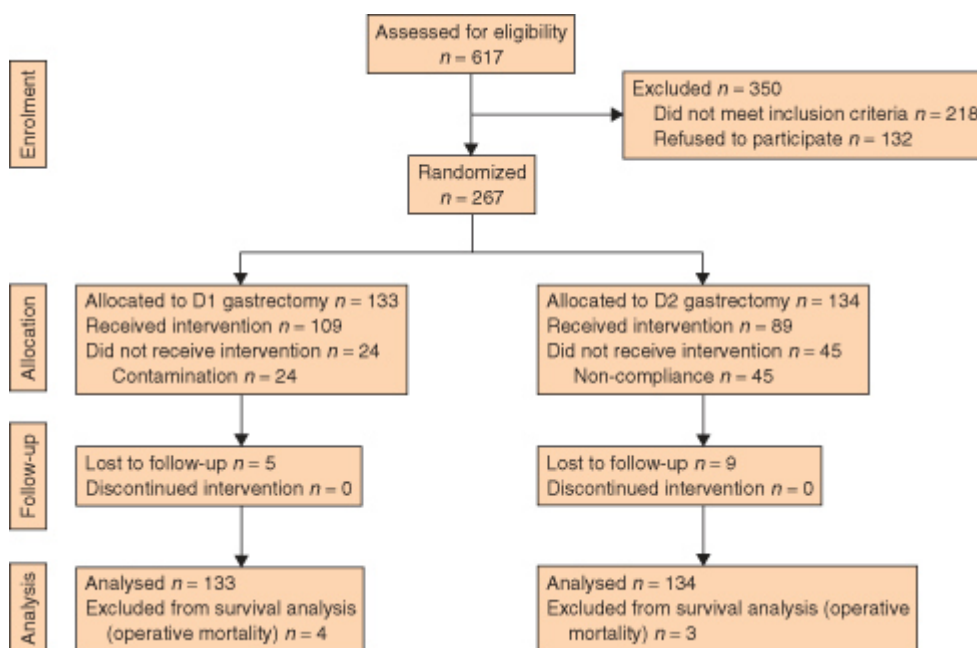 Assessed for eligibility
n = 617
Enrolment
Excluded n = 350
Did not meet inclusion criteria n = 218
Refused to participate n = 132
Randomized
n = 267
Allocation
Allocated to D1 gastrectomy n = 133
Received intervention n = 109
Did not receive intervention n = 24
Contamination n = 24
Allocated to D2 gastrectomy n = 134
Received intervention n = 89
Did not receive intervention n = 45
Non-compliance n = 45
Follow-up
Lost to follow-up n = 5
Discontinued intervention n = 0
Lost to follow-up n = 9
Discontinued intervention n = 0
Analysis
Analysed n = 133
Excluded from survival analysis
(operative mortality) n = 4
Analysed n = 134
Excluded from survival analysis (operative
mortality) n = 3